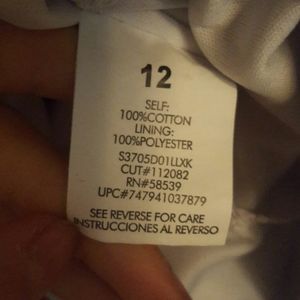 12
SELF:
100%COTTON
LINING:
100%POLYESTER
S3705D01LLXK
CUT#112082
RN#58539
UPC#747941037879
SEE REVERSE FOR CARE
INSTRUCCIONES AL REVERSO